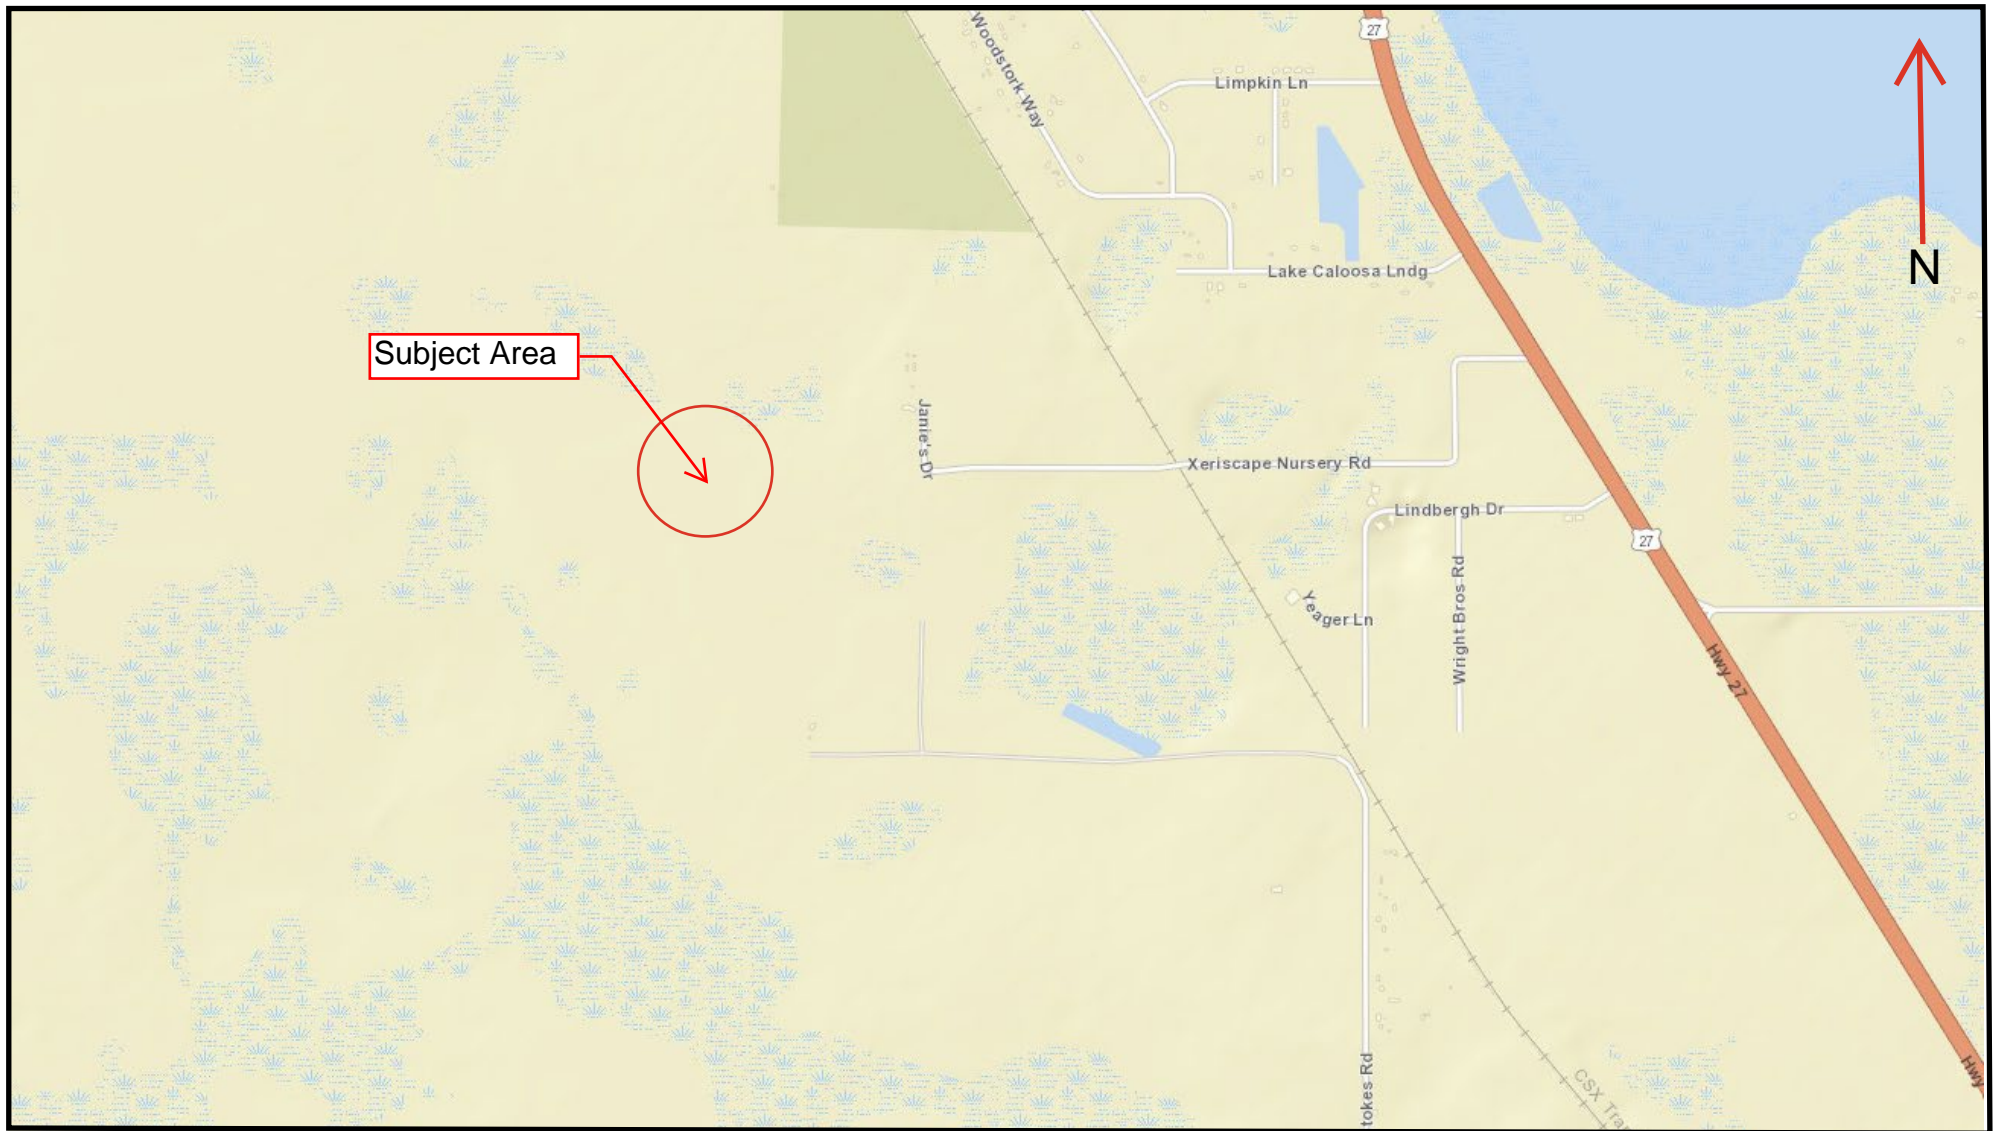 Woodstork Way
27
Limpkin Ln
N
Lake Caloosa Lndg
Subject Area
Janie's Dr
Xeriscape Nursery Rd
Lindbergh Dr
27
Wright Bros Rd
Yeager Ln
Hwy 27
tokes Rd
CSX Tra
Hwy